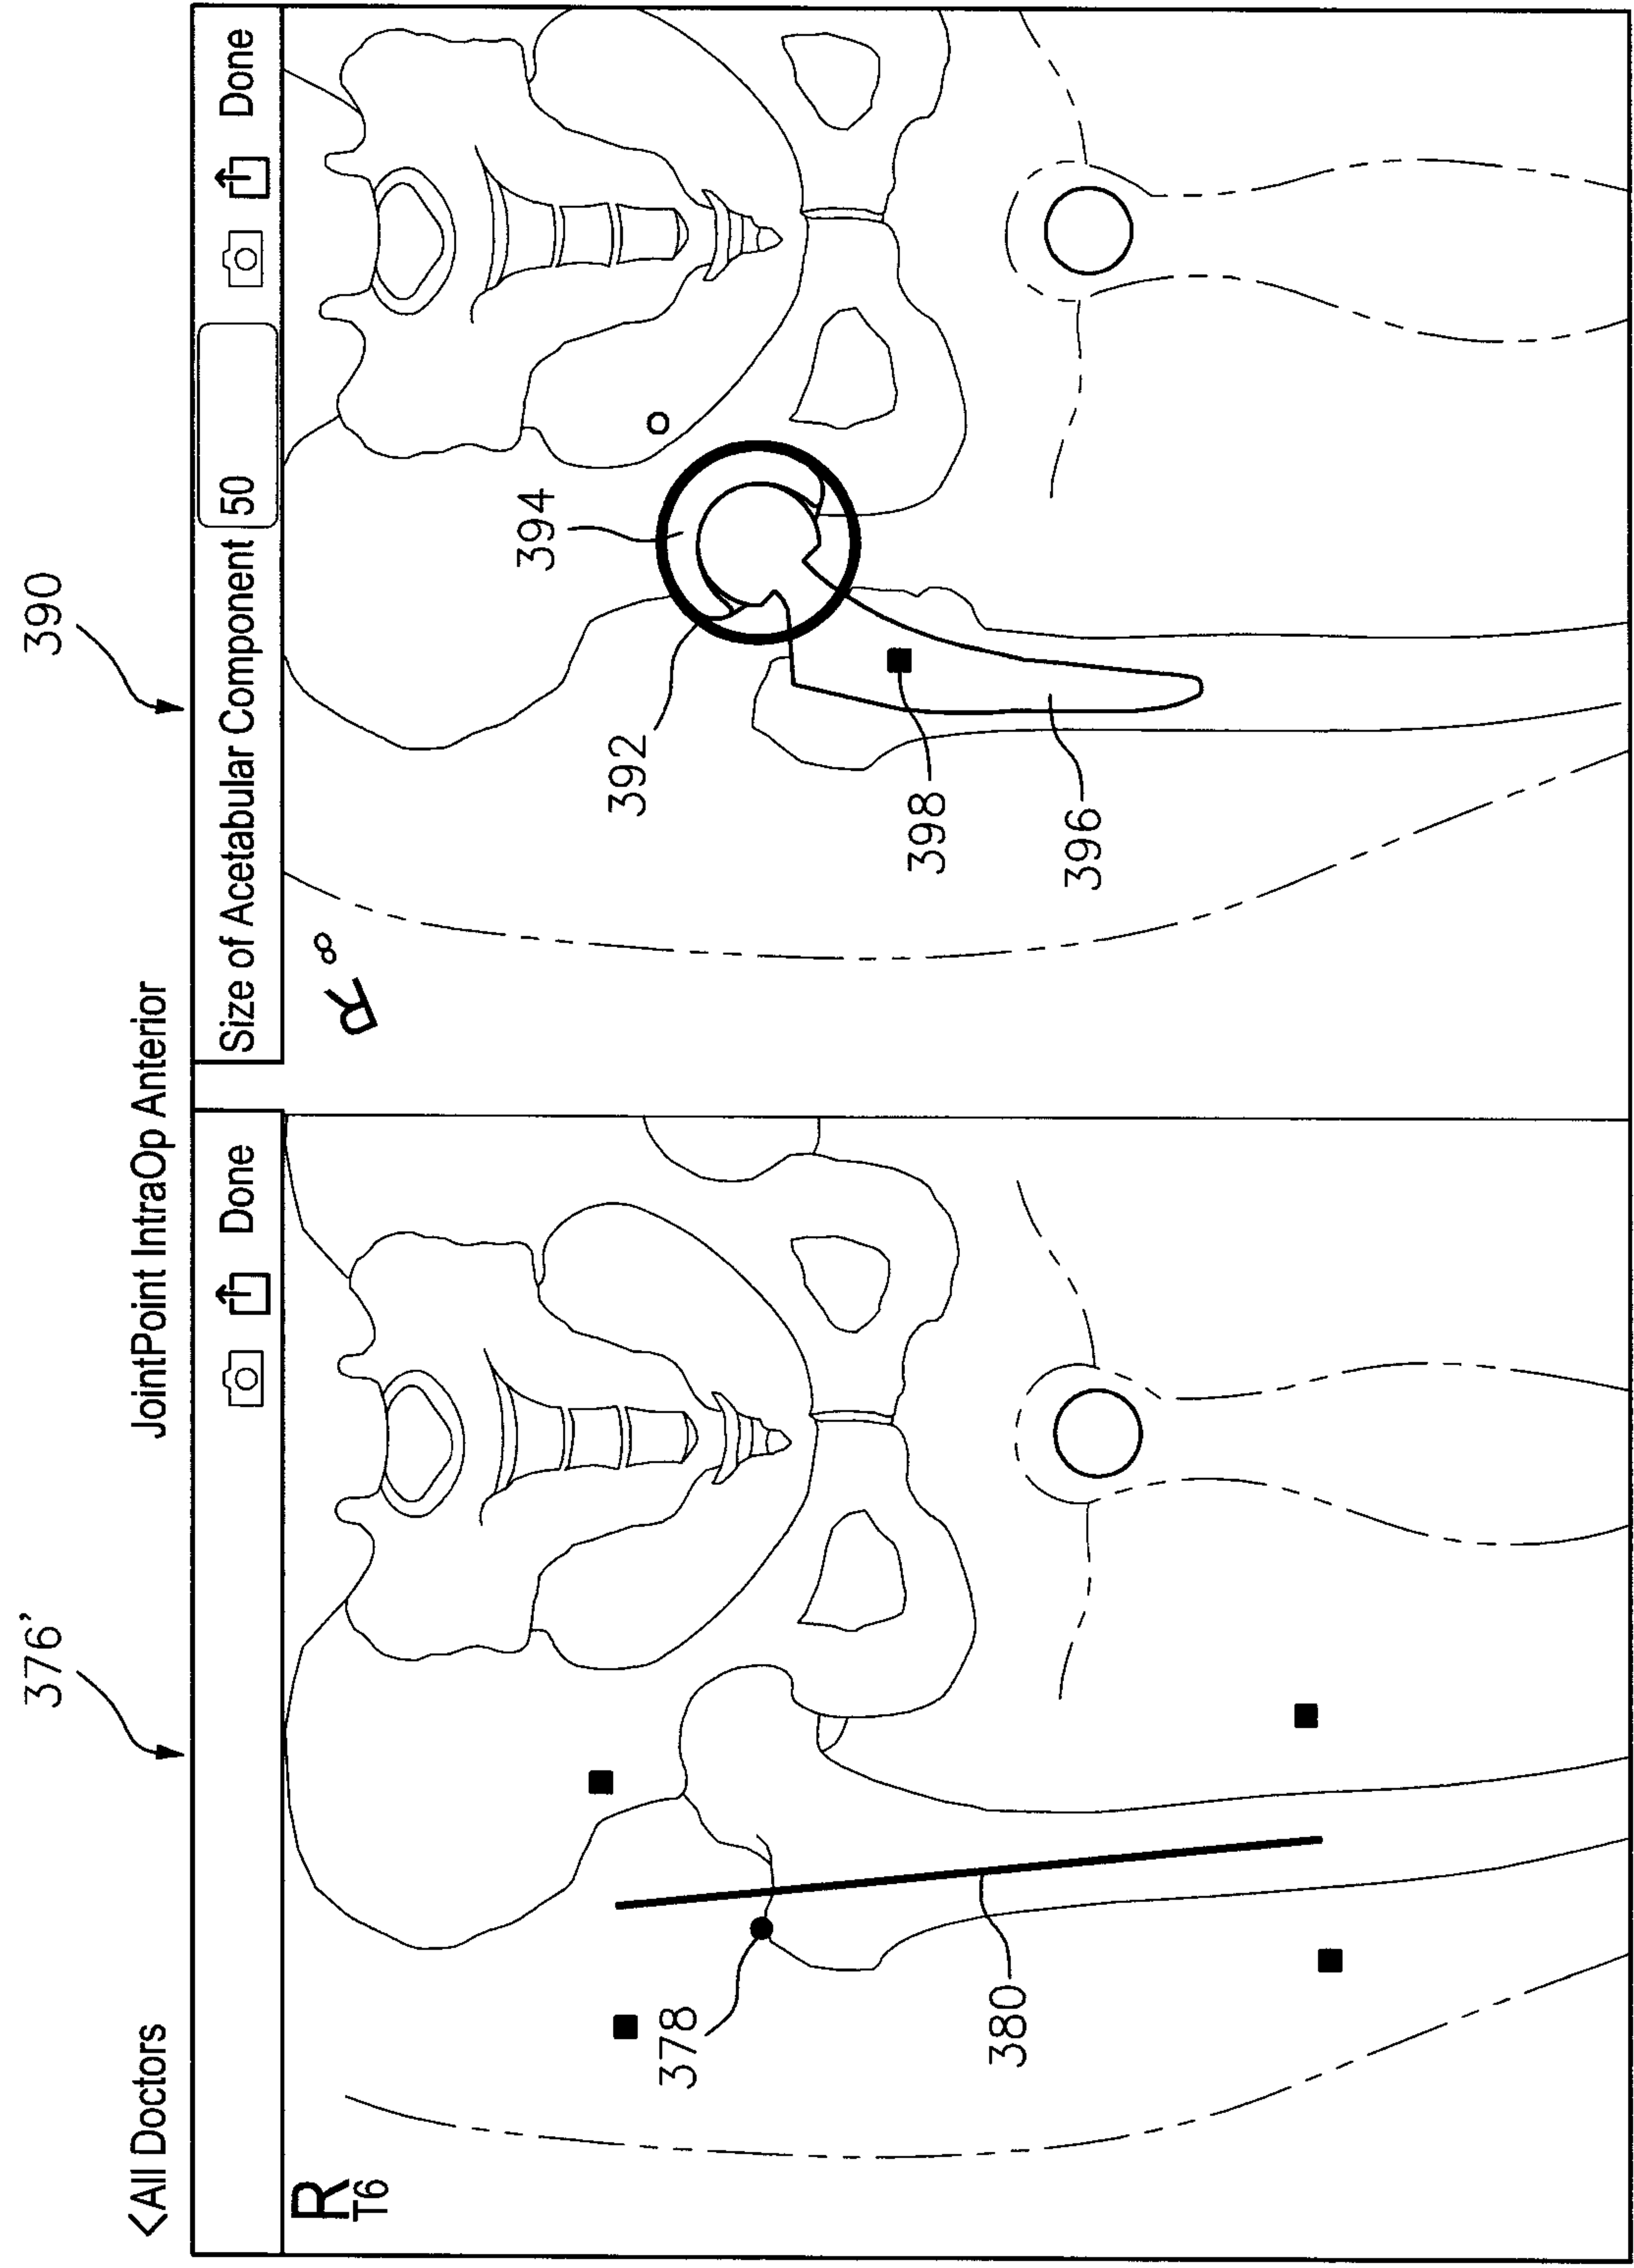 376'
390
<All Doctors
JointPoint IntraOp Anterior
Done
Size of Acetabular Component 50
Done
R
T6
R
8
378
380
394
392
398
396